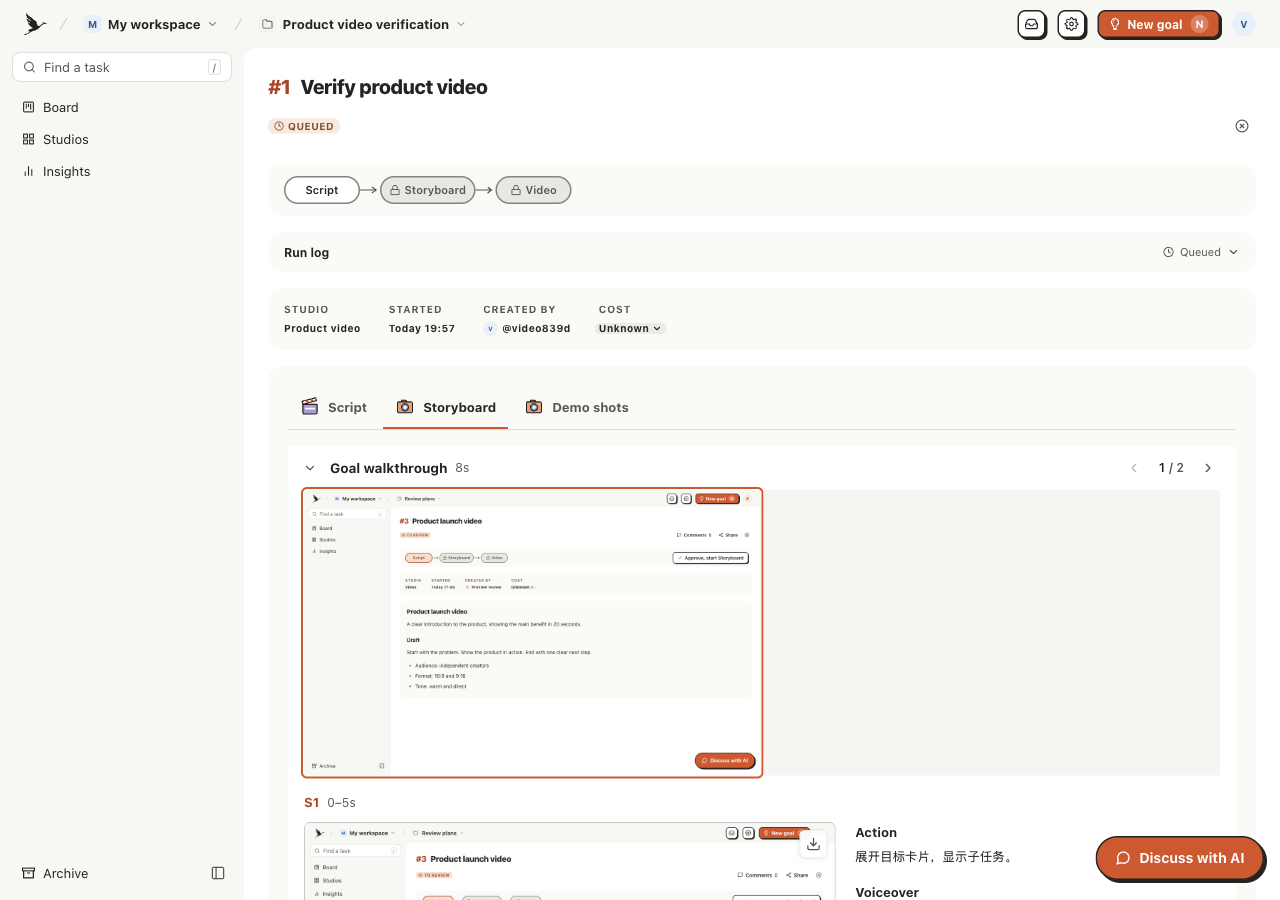 M My workspace
Product video verification
New goal N
V
Find a task /
Board
Studios
Insights
Archive
#1 Verify product video
QUEUED
Script
Storyboard
Video
Run log
Queued
STUDIO
Product video
STARTED
Today 19:57
CREATED BY
v @video839d
COST
Unknown
Script
Storyboard
Demo shots
Goal walkthrough 8s
1 / 2
M My workspace
Review plans
New goal
Find a task
Board
Studios
Insights
Archive
#3 Product launch video
TO REVIEW
Comments 0
Share
Script
Storyboard
Video
Approve, start Storyboard
STUDIO
Video
STARTED
CREATED BY
Preview review
COST
Unknown
Product launch video
A clear introduction to the product, showing the main benefit in 20 seconds.
Draft
Start with the problem. Show the product in action. End with one clear next step.
• Audience: independent creators
• Format: 16:9 and 9:16
• Tone: warm and direct
Discuss with AI
S1 0–5s
M My workspace
Review plans
New goal
Find a task
Board
Studios
Insights
#3 Product launch video
TO REVIEW
Comments 0
Share
Action
展开目标卡片，显示子任务。
Voiceover
Discuss with AI